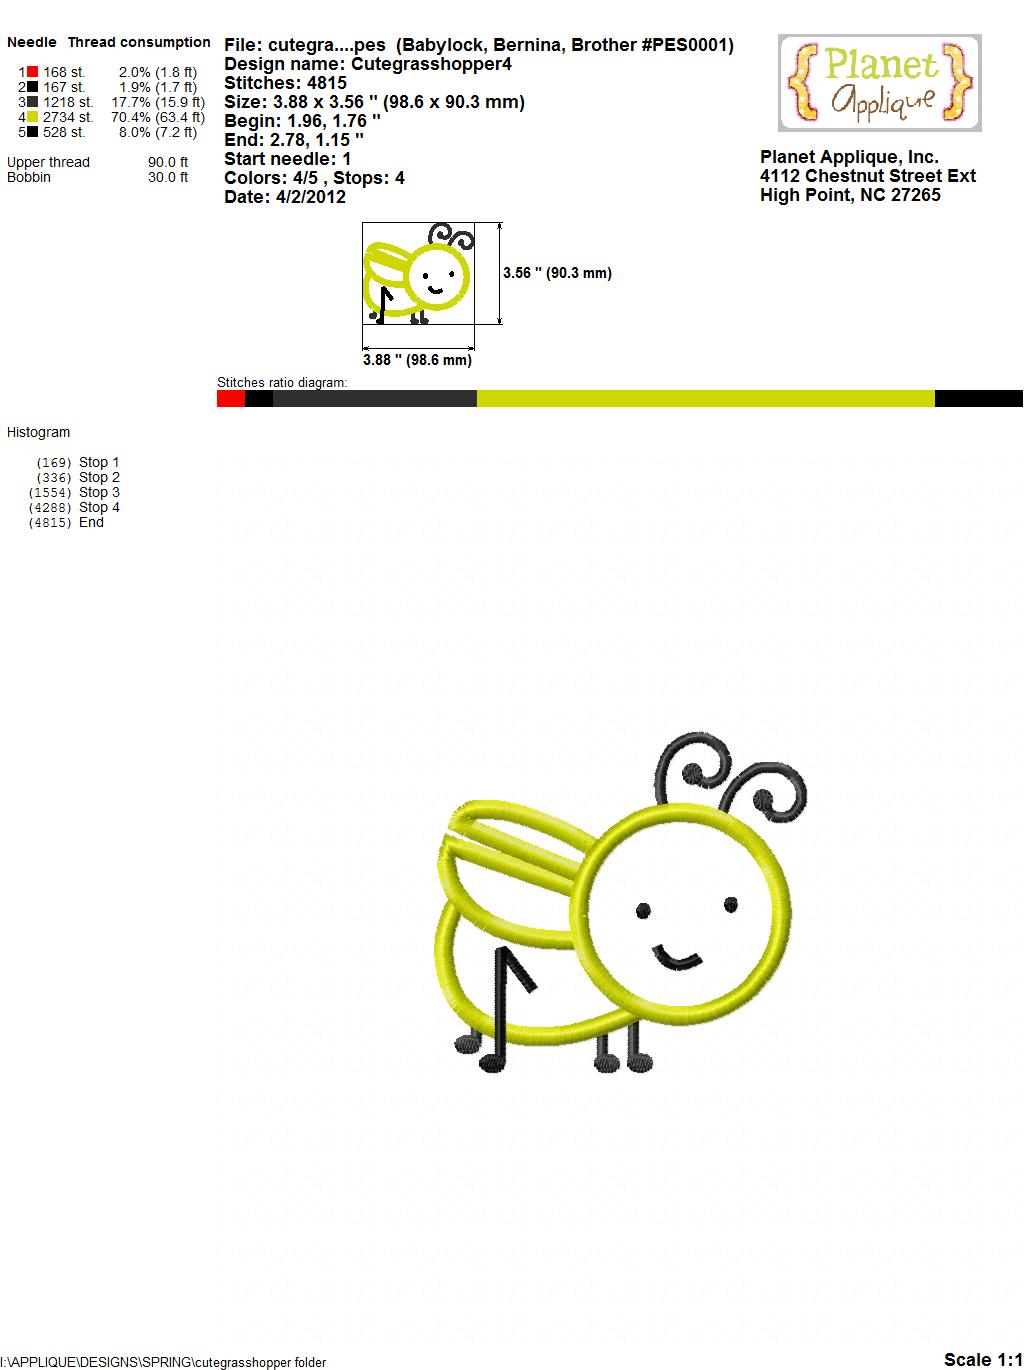 Needle Thread consumption
1 168 st. 2.0% (1.8 ft)
2 167 st. 1.9% (1.7 ft)
3 1218 st. 17.7% (15.9 ft)
4 2734 st. 70.4% (63.4 ft)
5 528 st. 8.0% (7.2 ft)
Upper thread 90.0 ft
Bobbin 30.0 ft
File: cutegra....pes (Babylock, Bernina, Brother #PES0001)
Design name: Cutegrasshopper4
Stitches: 4815
Size: 3.88 x 3.56 " (98.6 x 90.3 mm)
Begin: 1.96, 1.76 "
End: 2.78, 1.15 "
Start needle: 1
Colors: 4/5 , Stops: 4
Date: 4/2/2012
{ Planet }
Applique
Planet Applique, Inc.
4112 Chestnut Street Ext
High Point, NC 27265
3.56 " (90.3 mm)
3.88 " (98.6 mm)
Stitches ratio diagram:
Histogram
(169) Stop 1
(336) Stop 2
(1554) Stop 3
(4288) Stop 4
(4815) End
I:\APPLIQUE\DESIGNS\SPRING\cutegrasshopper folder
Scale 1:1